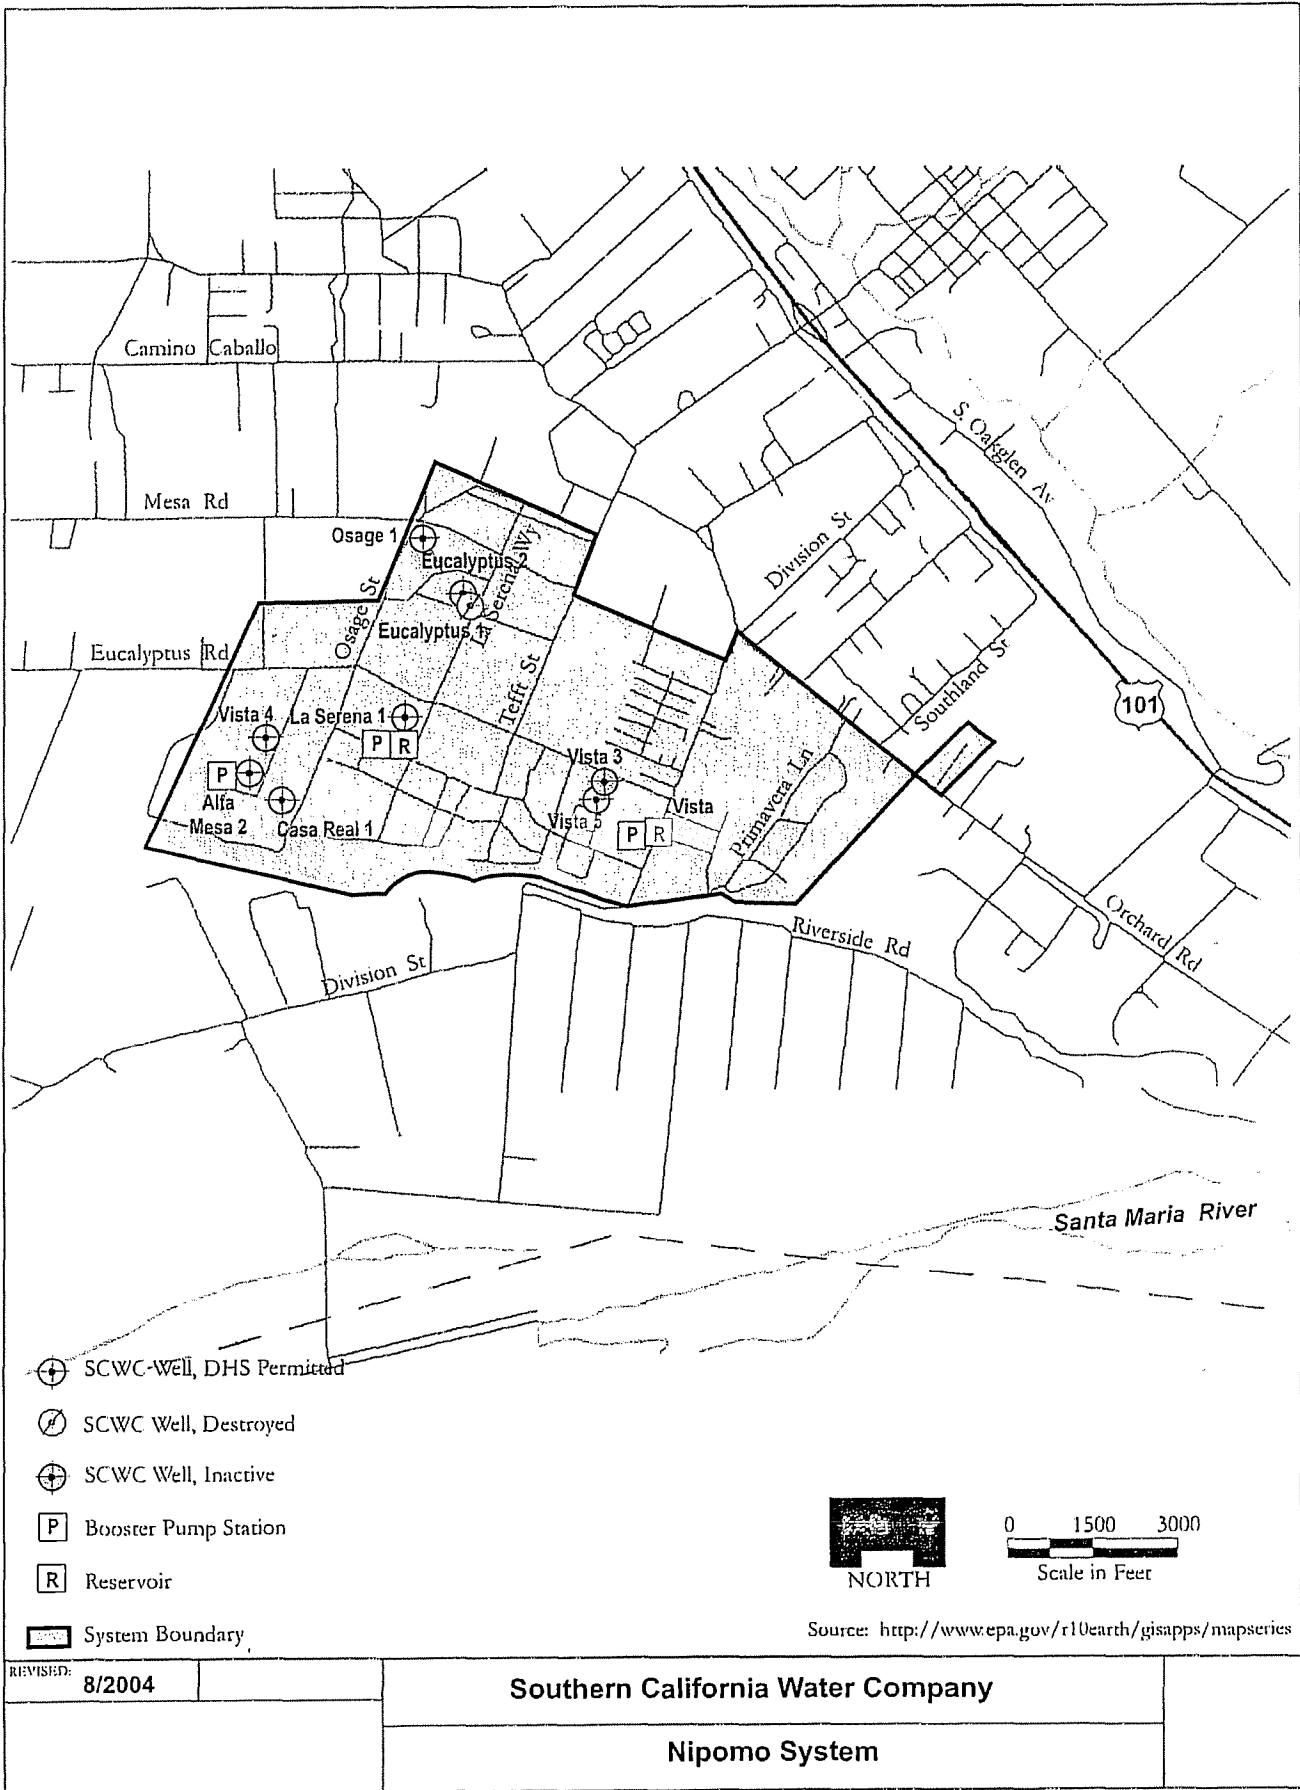 Camino Caballo
S. Oakglen Av
Mesa Rd
Division St
Osage 1
Eucalyptus 2
Serena Wy
Osage St
Eucalyptus 1
Eucalyptus Rd
Southland St
Tefft St
101
Vista 4
La Serena 1
P R
Vista 3
P
Alfa
Vista
Primavera Ln
Mesa 2
Casa Real 1
Vista 5
P R
Orchard Rd
Riverside Rd
Division St
Santa Maria River
SCWC-Well, DHS Permitted
SCWC Well, Destroyed
SCWC Well, Inactive
P Booster Pump Station
R Reservoir
System Boundary
NORTH
0 1500 3000
Scale in Feet
Source: http://www.epa.gov/r10earth/gisapps/mapseries
REVISED: 8/2004
Southern California Water Company
Nipomo System